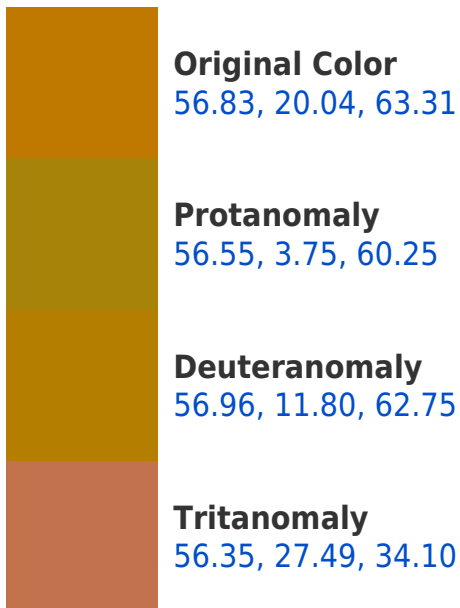 Original Color
56.83, 20.04, 63.31
Protanomaly
56.55, 3.75, 60.25
Deuteranomaly
56.96, 11.80, 62.75
Tritanomaly
56.35, 27.49, 34.10